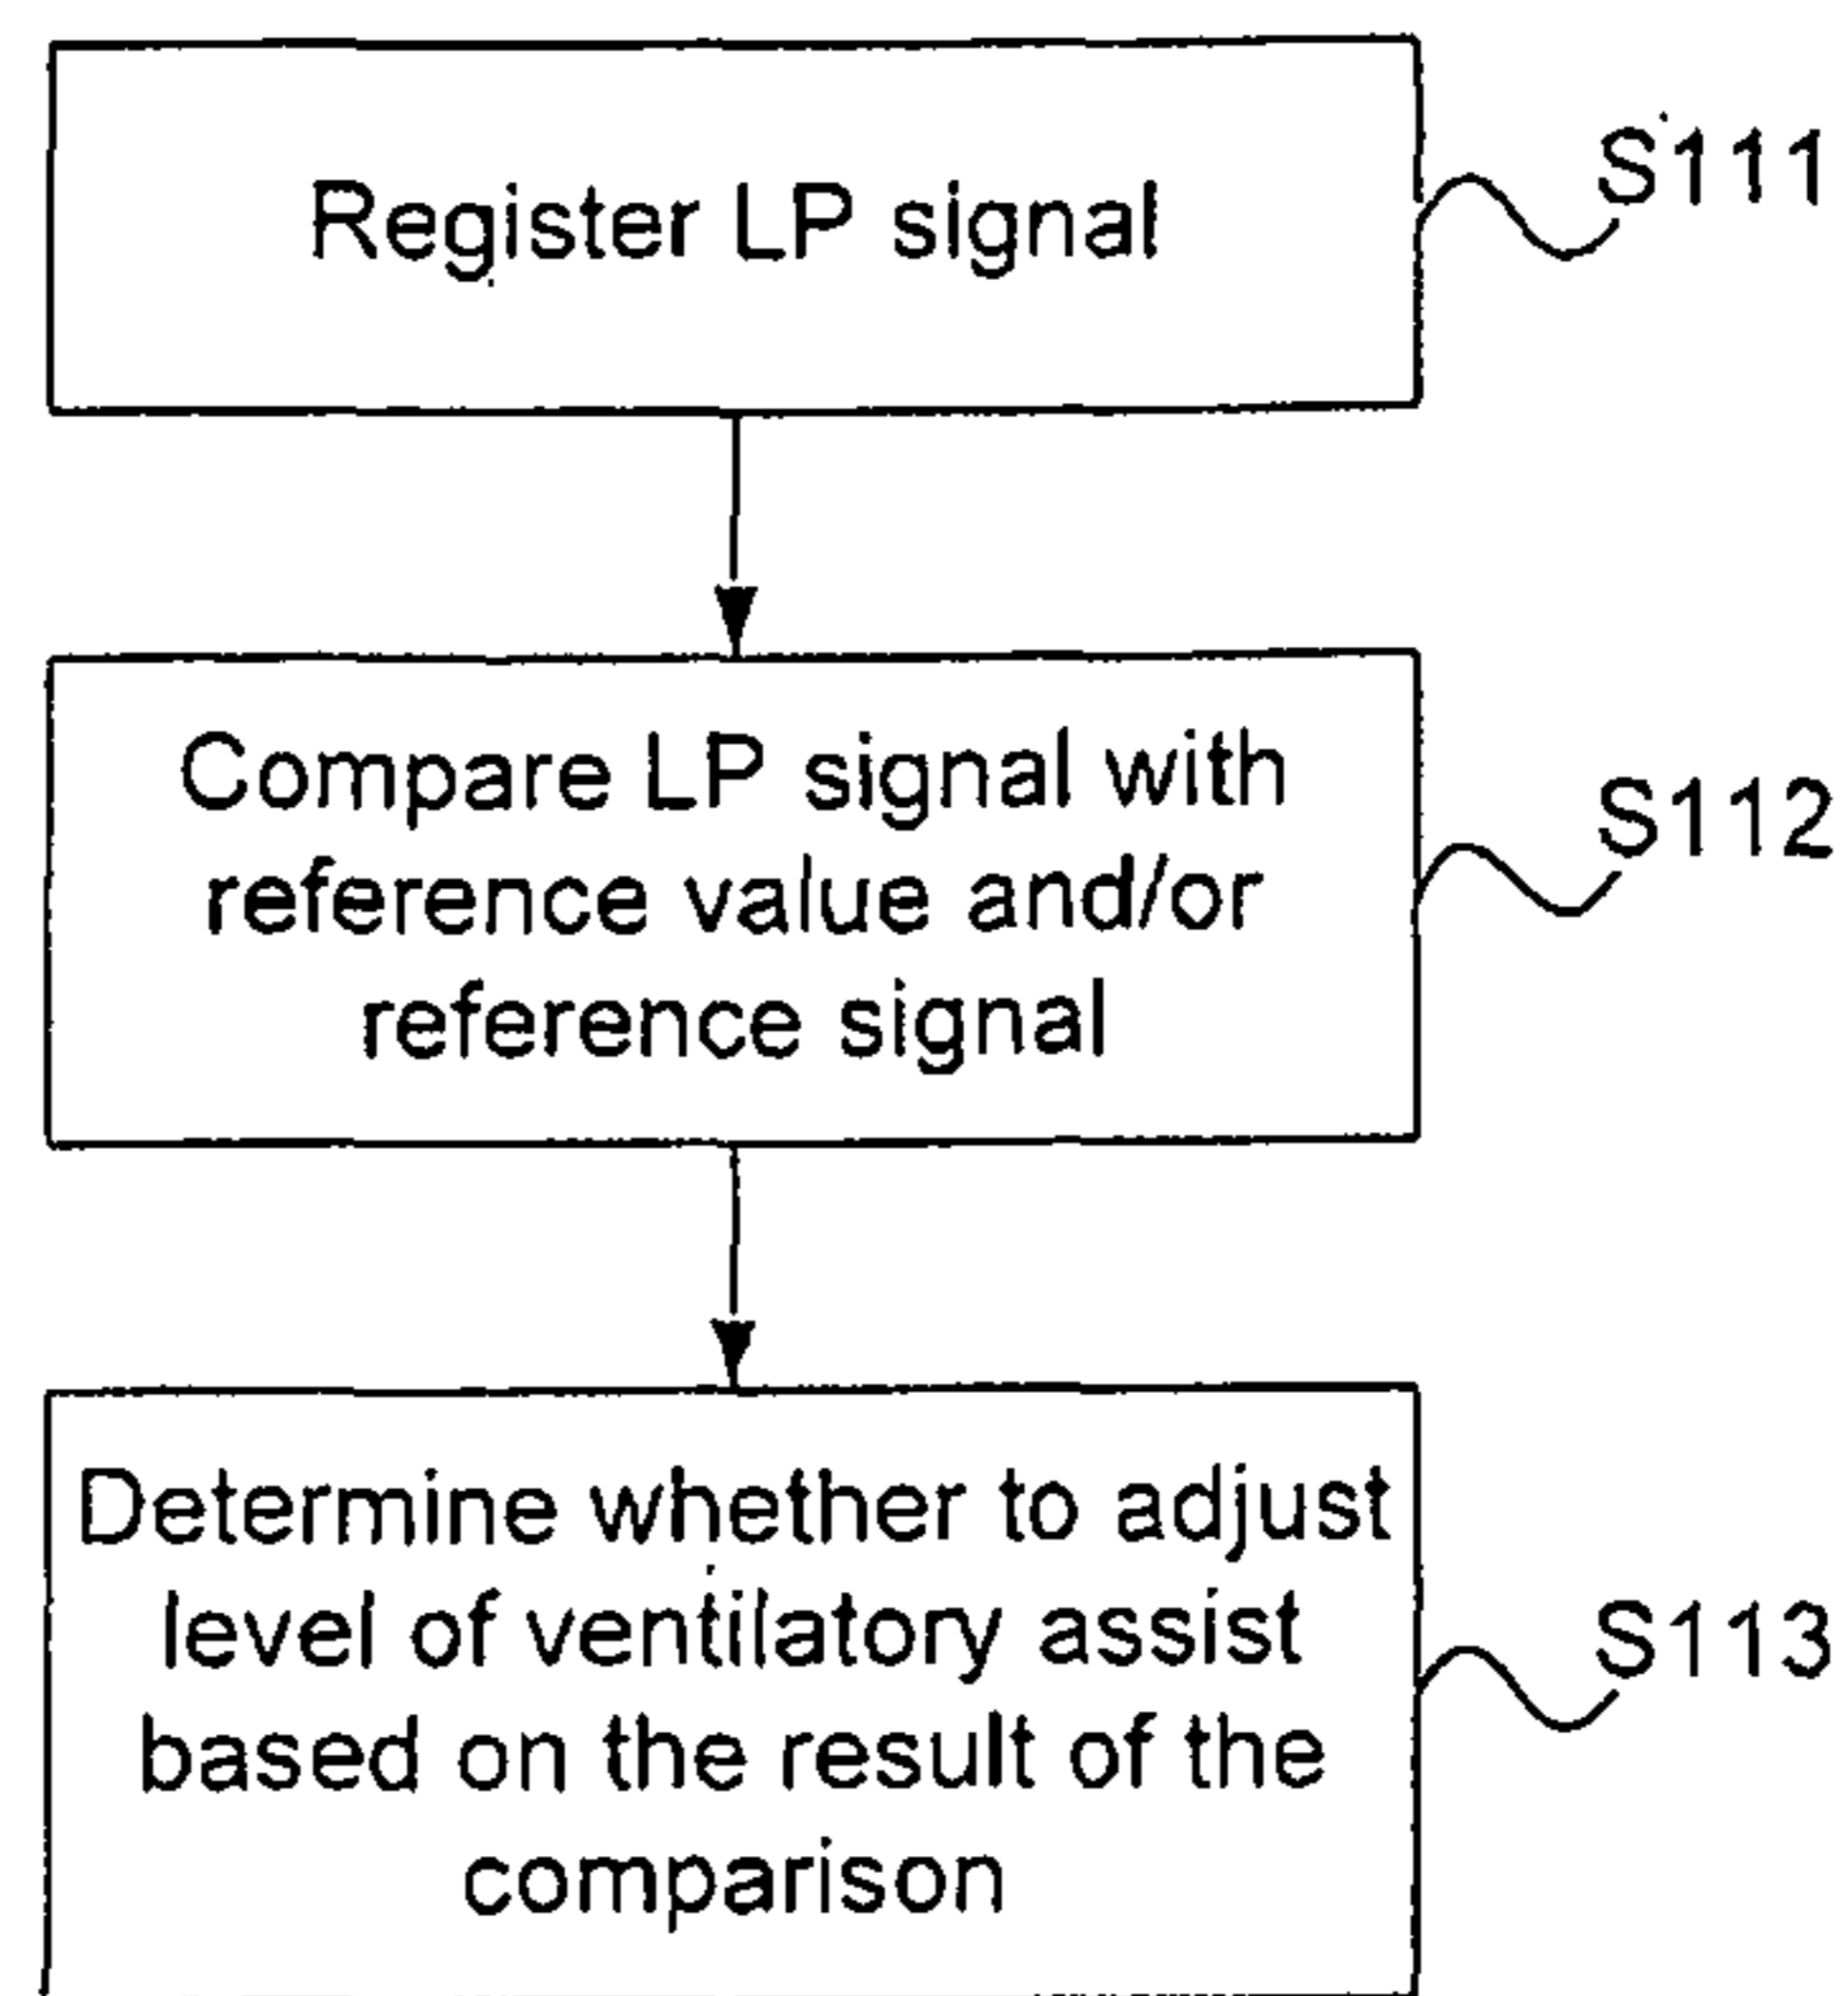 Register LP signal
S111
Compare LP signal with
reference value and/or
reference signal
S112
Determine whether to adjust
level of ventilatory assist
based on the result of the
comparison
S113